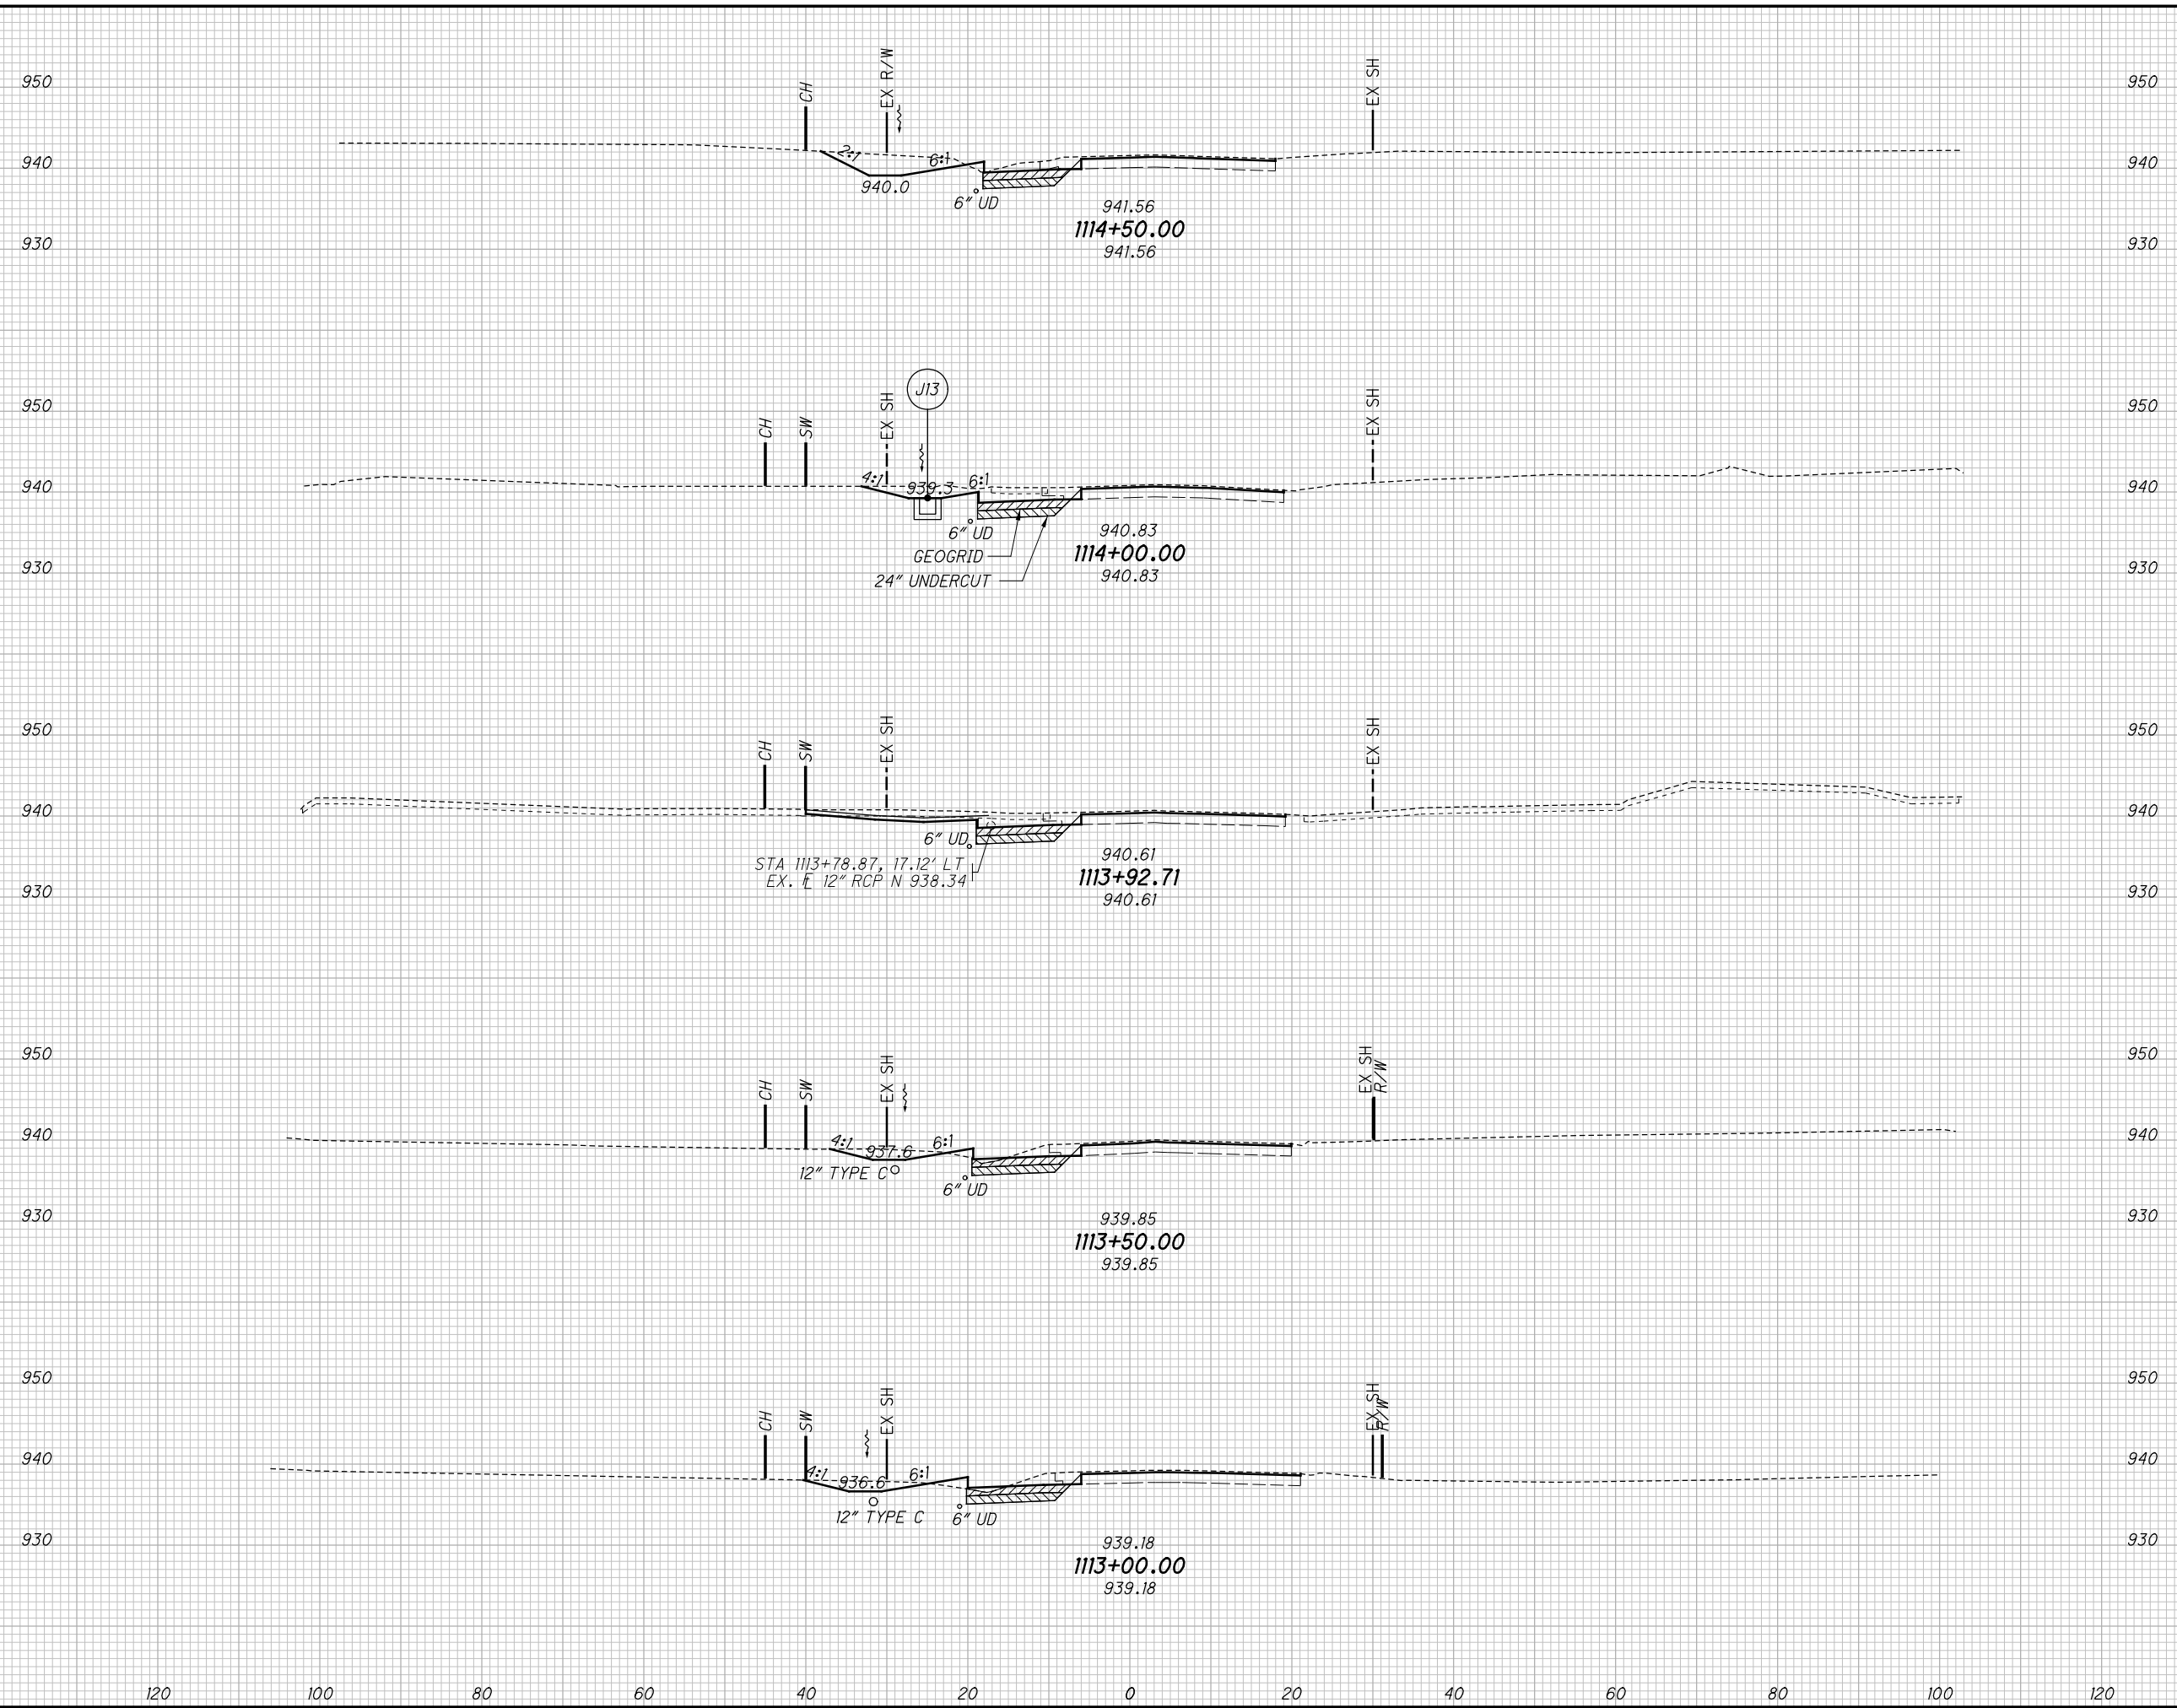 EX R/W
EX SH
CH
950 950
940 2:1 6:1 940
940.0
6" UD
941.56
1114+50.00
930 930
941.56
J13
EX SH EX SH
CH SW
950 950
940 4:1 939.3 6:1 940
6" UD 940.83
GEOGRID 1114+00.00
930 930
24" UNDERCUT 940.83
EX SH EX SH
CH SW
950 950
940 940
6" UD
STA 1113+78.87, 17.12' LT 940.61
EX. ℄ 12" RCP N 938.34 1113+92.71
930 930
940.61
EX SH EX SH
R/W
CH SW
950 950
940 4:1 937.6 6:1 940
12" TYPE C
6" UD
930 939.85 930
1113+50.00
939.85
EX SH EX SH
R/W
CH SW
950 950
940 4:1 936.6 6:1 940
12" TYPE C 6" UD
930 939.18 930
1113+00.00
939.18
120 100 80 60 40 20 0 20 40 60 80 100 120